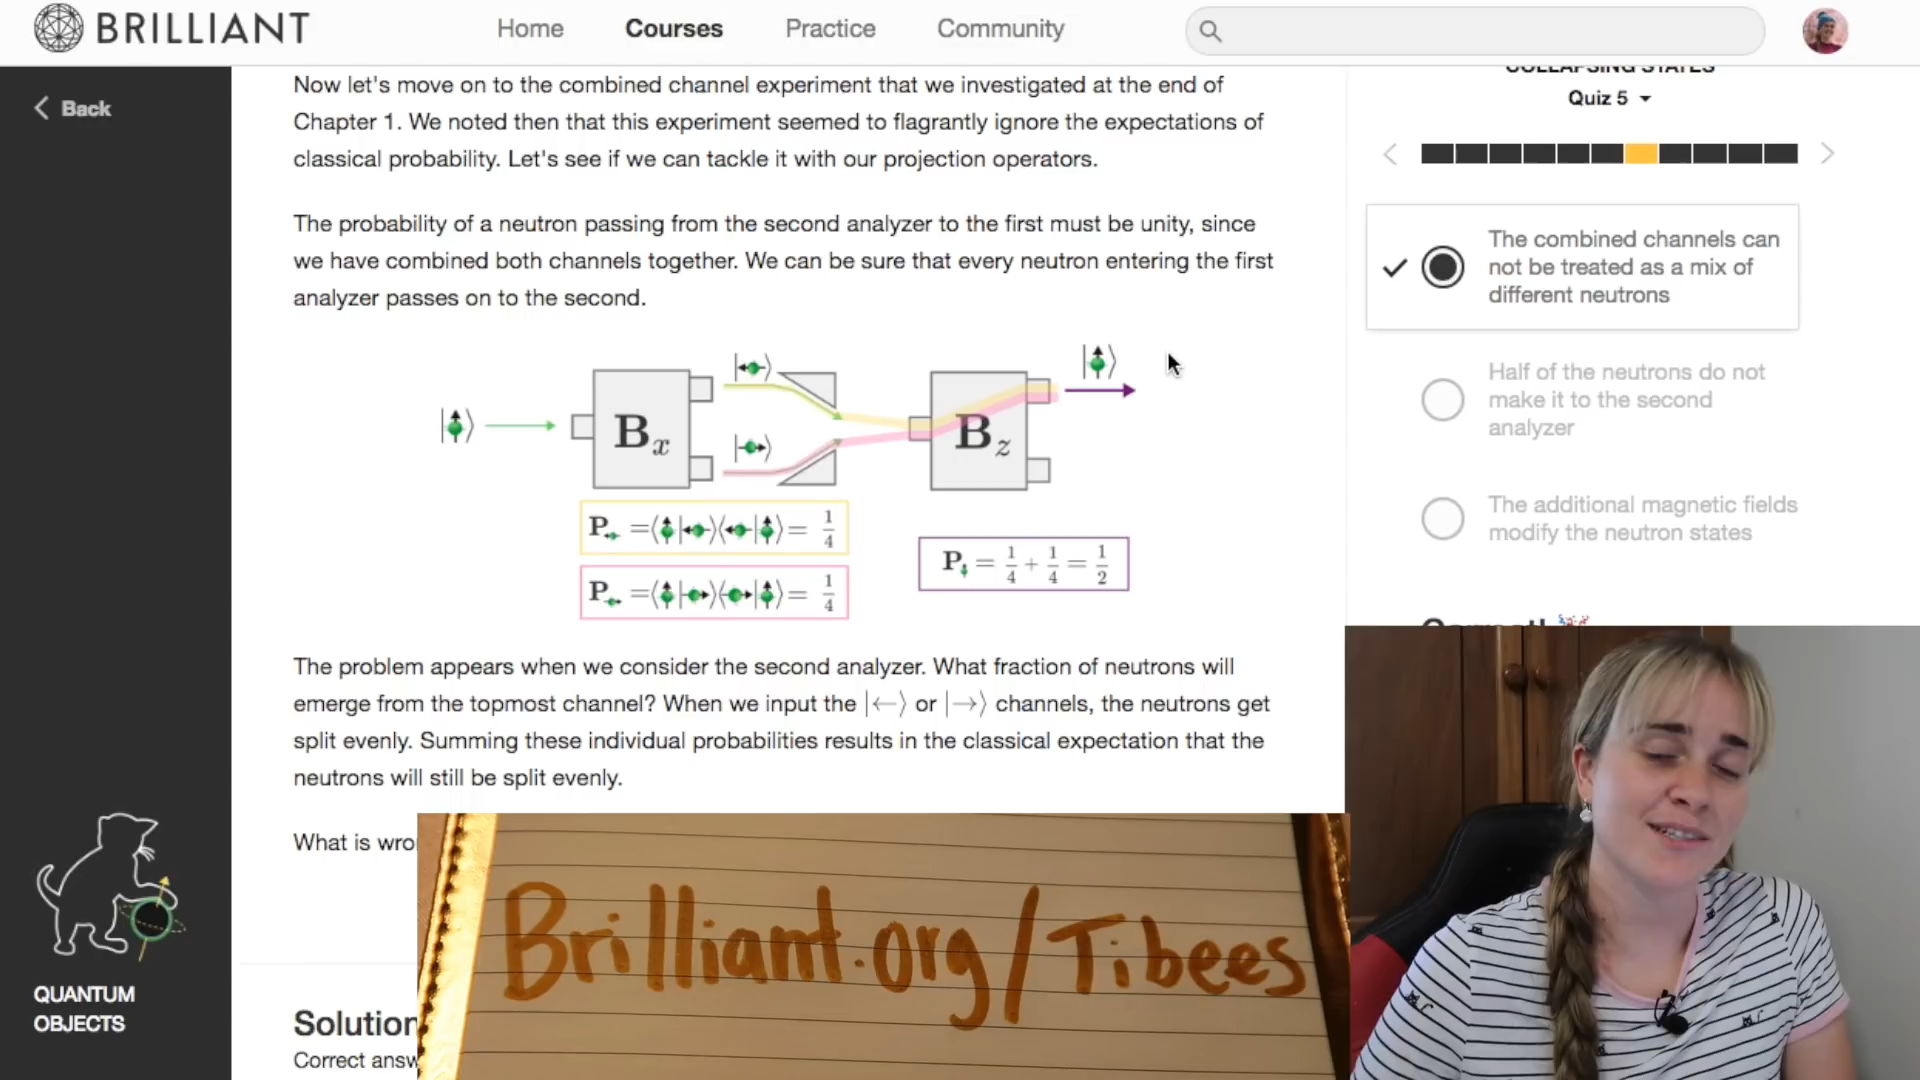 BRILLIANT
Home Courses Practice Community
Back
Now let's move on to the combined channel experiment that we investigated at the end of
Chapter 1. We noted then that this experiment seemed to flagrantly ignore the expectations of
classical probability. Let's see if we can tackle it with our projection operators.
The probability of a neutron passing from the second analyzer to the first must be unity, since
we have combined both channels together. We can be sure that every neutron entering the first
analyzer passes on to the second.
Bx
Bz
1/4
1/4
1/4 + 1/4 = 1/2
The problem appears when we consider the second analyzer. What fraction of neutrons will
emerge from the topmost channel? When we input the |←⟩ or |→⟩ channels, the neutrons get
split evenly. Summing these individual probabilities results in the classical expectation that the
neutrons will still be split evenly.
What is wro
Solution
Correct answ
QUANTUM
OBJECTS
COLLAPSING STATES
Quiz 5
The combined channels can
not be treated as a mix of
different neutrons
Half of the neutrons do not
make it to the second
analyzer
The additional magnetic fields
modify the neutron states
Brilliant.org/Tibees